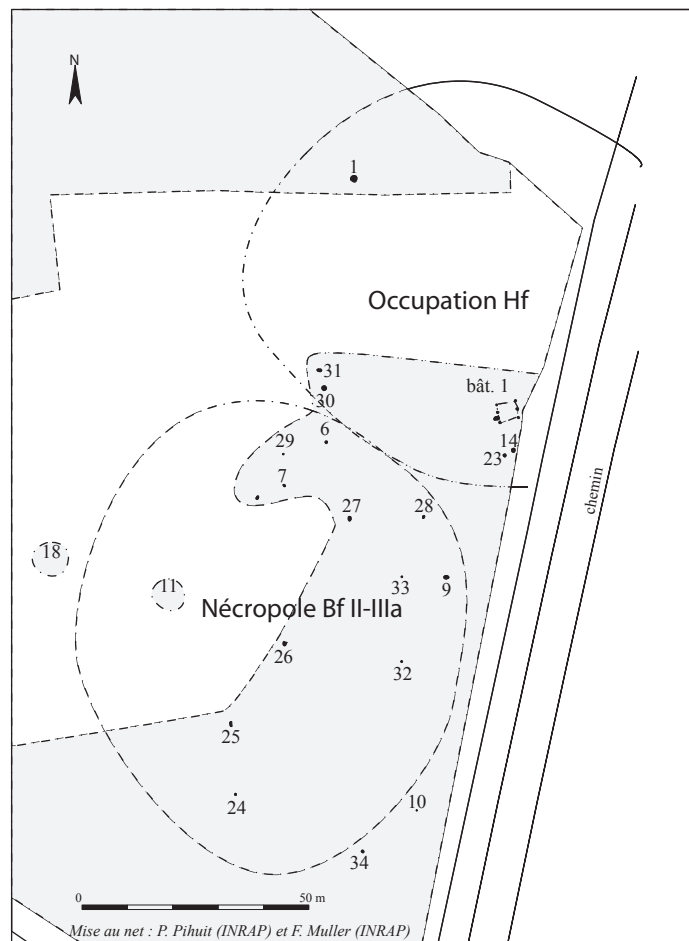 N
1
Occupation Hf
31
bât. 1
30
6
14
29
23
7
27
28
chemin
18
11
33
9
Nécropole Bf II-IIIa
26
32
25
24
10
34
0 50 m
Mise au net : P. Pihuit (INRAP) et F. Muller (INRAP)